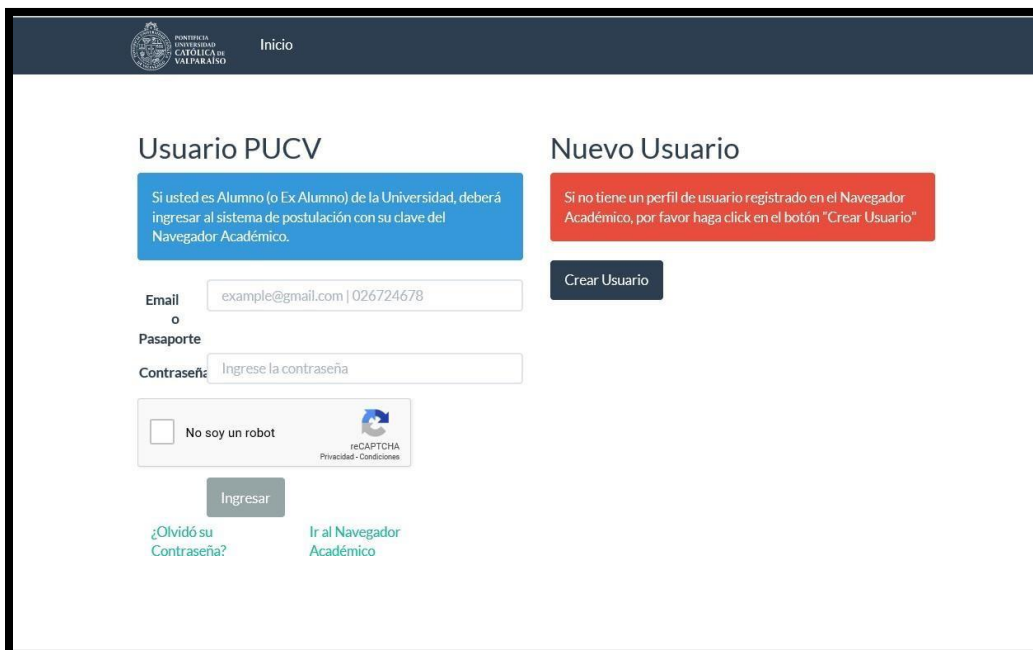 PONTIFICIA
UNIVERSIDAD
CATÓLICA DE
VALPARAÍSO
Inicio
Usuario PUCV
Si usted es Alumno (o Ex Alumno) de la Universidad, deberá
ingresar al sistema de postulación con su clave del
Navegador Académico.
Email
o
Pasaporte
example@gmail.com | 026724678
Contraseña
Ingrese la contraseña
No soy un robot
reCAPTCHA
Privacidad - Condiciones
Ingresar
¿Olvidó su
Contraseña?
Ir al Navegador
Académico
Nuevo Usuario
Si no tiene un perfil de usuario registrado en el Navegador
Académico, por favor haga click en el botón "Crear Usuario"
Crear Usuario